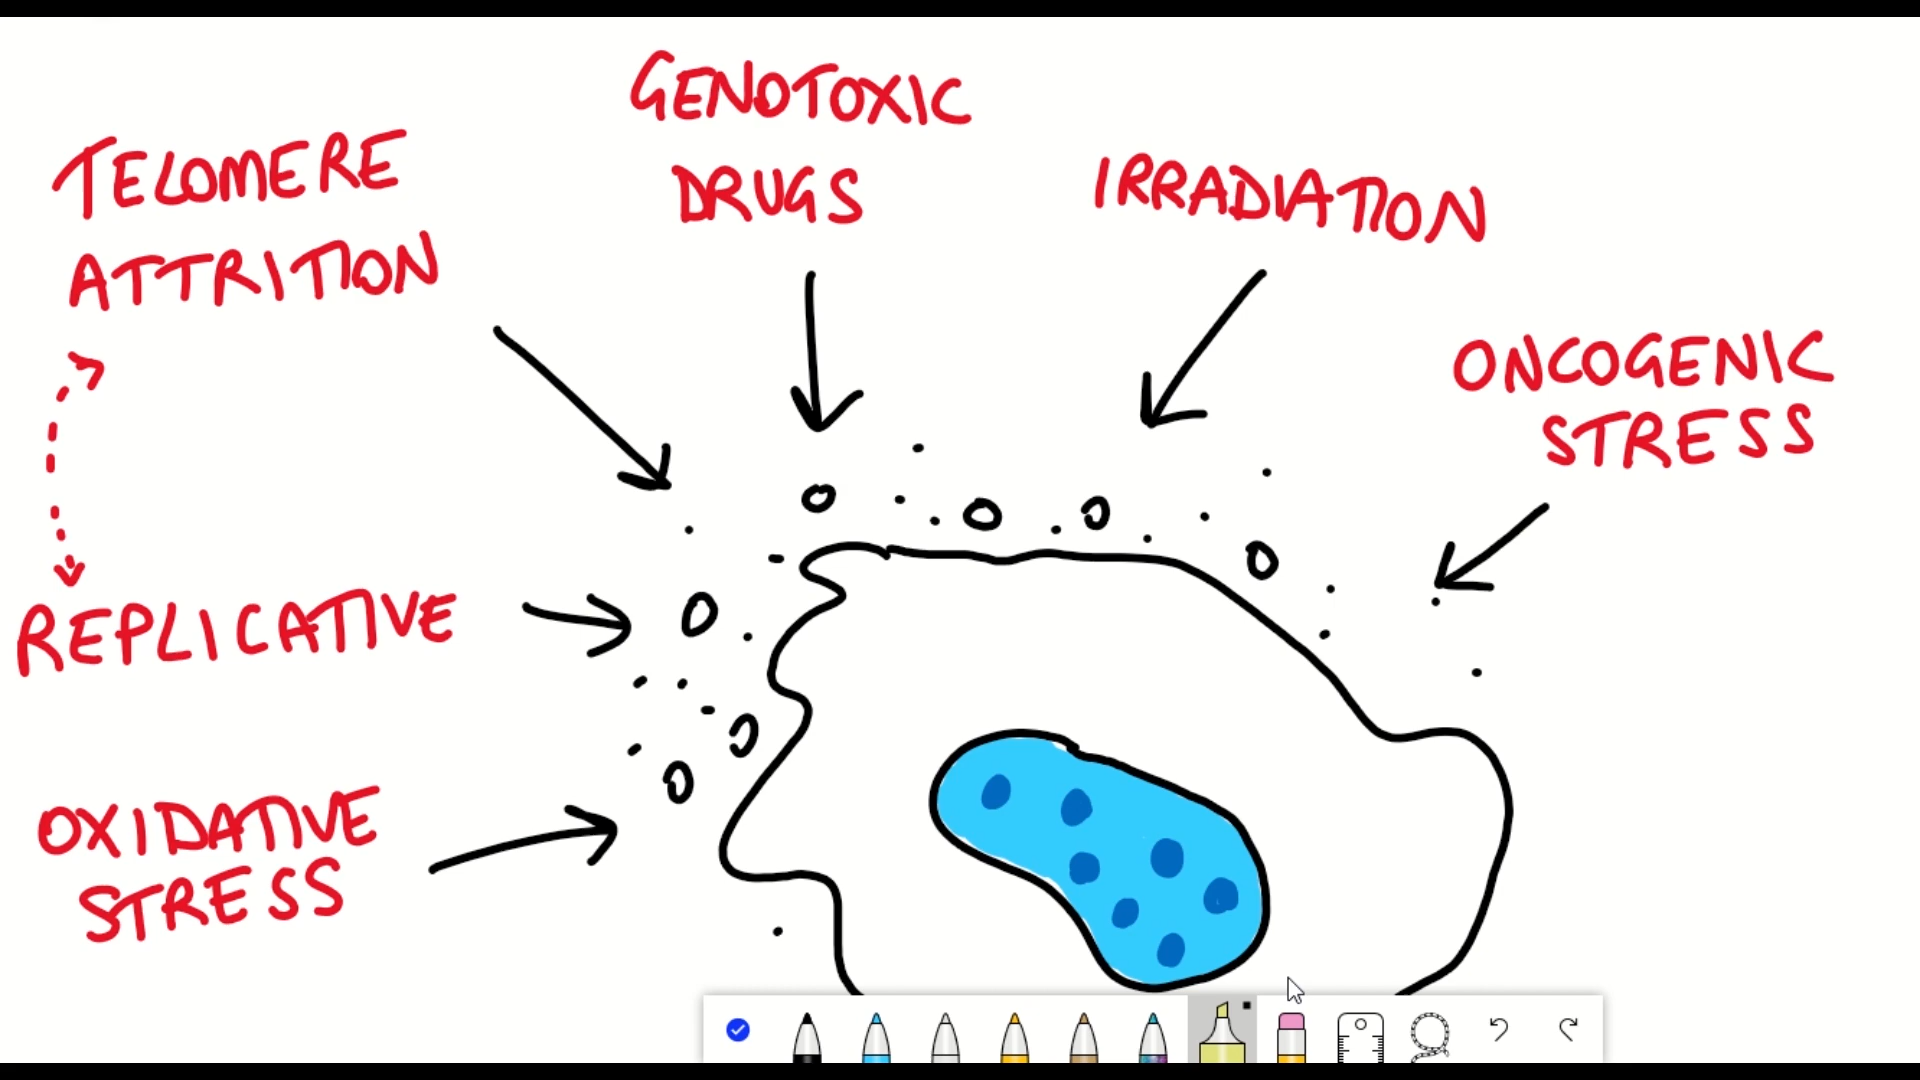 GENOTOXIC
DRUGS
TELOMERE
ATTRITION
IRRADIATION
ONCOGENIC
STRESS
REPLICATIVE
OXIDATIVE
STRESS